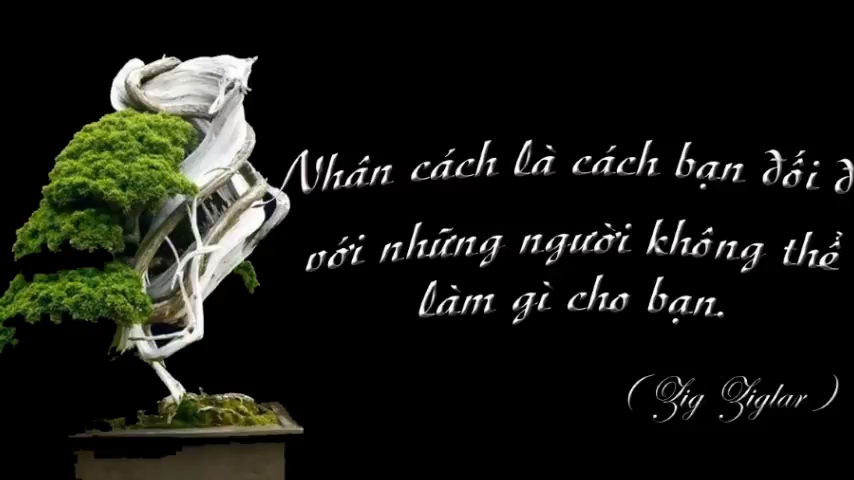 Nhân cách là cách bạn đối đ
với những người không thể
làm gì cho bạn.
( Zig Ziglar )